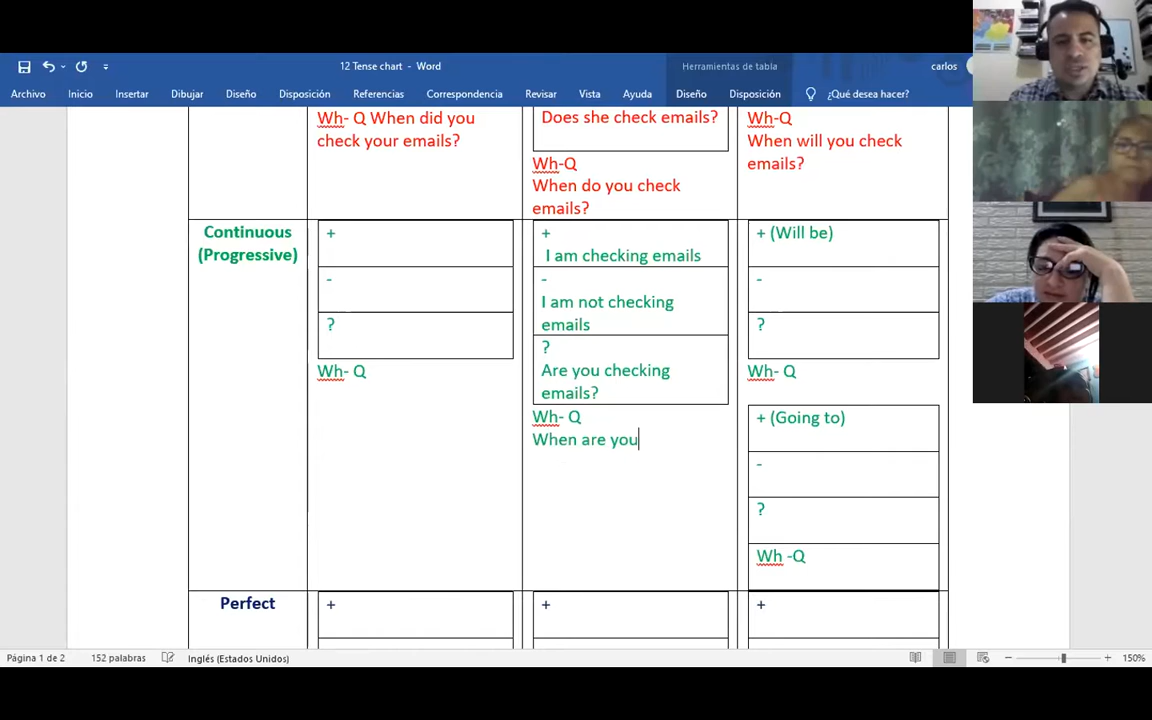 12 Tense chart - Word
Herramientas de tabla
carlos
Archivo Inicio Insertar Dibujar Diseño Disposición Referencias Correspondencia Revisar Vista Ayuda Diseño Disposición ¿Qué desea hacer?
Wh- Q When did you
check your emails?
Does she check emails?
Wh-Q
When do you check
emails?
Wh-Q
When will you check
emails?
Continuous
(Progressive)
+
-
?
Wh- Q
+
I am checking emails
-
I am not checking
emails
?
Are you checking
emails?
Wh- Q
When are you
+ (Will be)
-
?
Wh- Q
+ (Going to)
-
?
Wh -Q
Perfect
+
+
+
Página 1 de 2 152 palabras Inglés (Estados Unidos) 150%